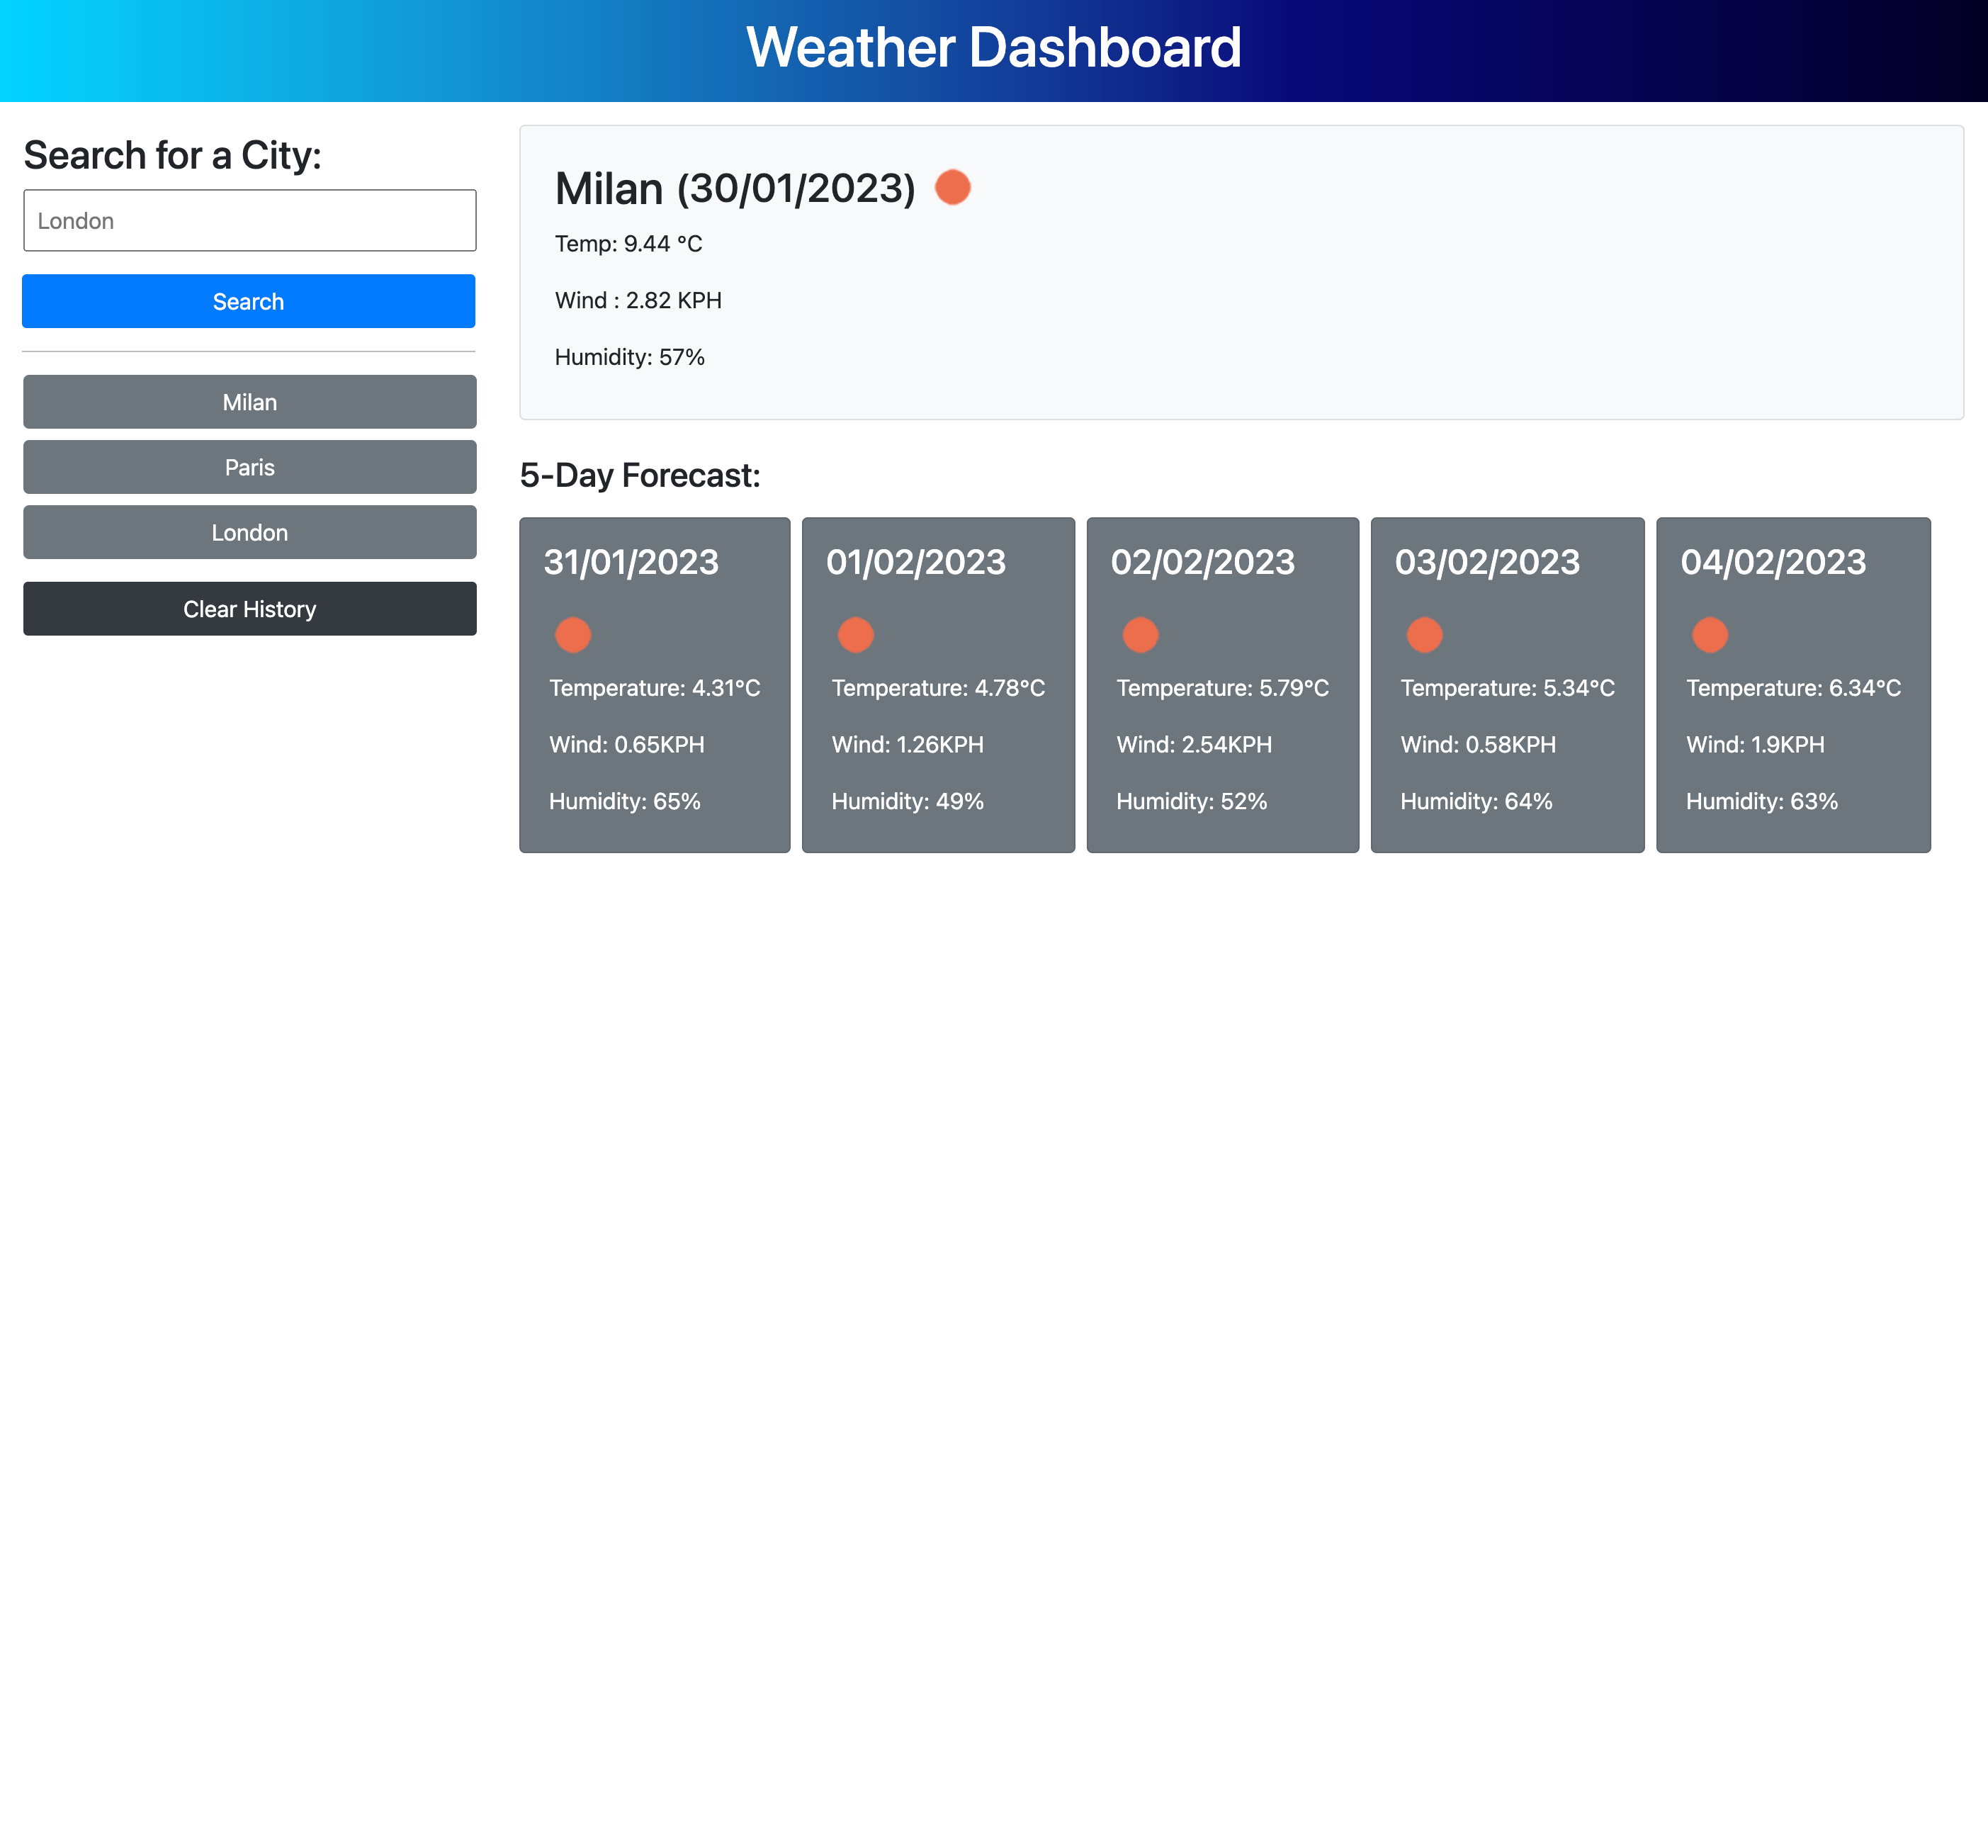 Weather Dashboard
Search for a City:
London
Search
Milan
Paris
London
Clear History
Milan (30/01/2023)
Temp: 9.44 °C
Wind : 2.82 KPH
Humidity: 57%
5-Day Forecast:
31/01/2023
Temperature: 4.31°C
Wind: 0.65KPH
Humidity: 65%
01/02/2023
Temperature: 4.78°C
Wind: 1.26KPH
Humidity: 49%
02/02/2023
Temperature: 5.79°C
Wind: 2.54KPH
Humidity: 52%
03/02/2023
Temperature: 5.34°C
Wind: 0.58KPH
Humidity: 64%
04/02/2023
Temperature: 6.34°C
Wind: 1.9KPH
Humidity: 63%